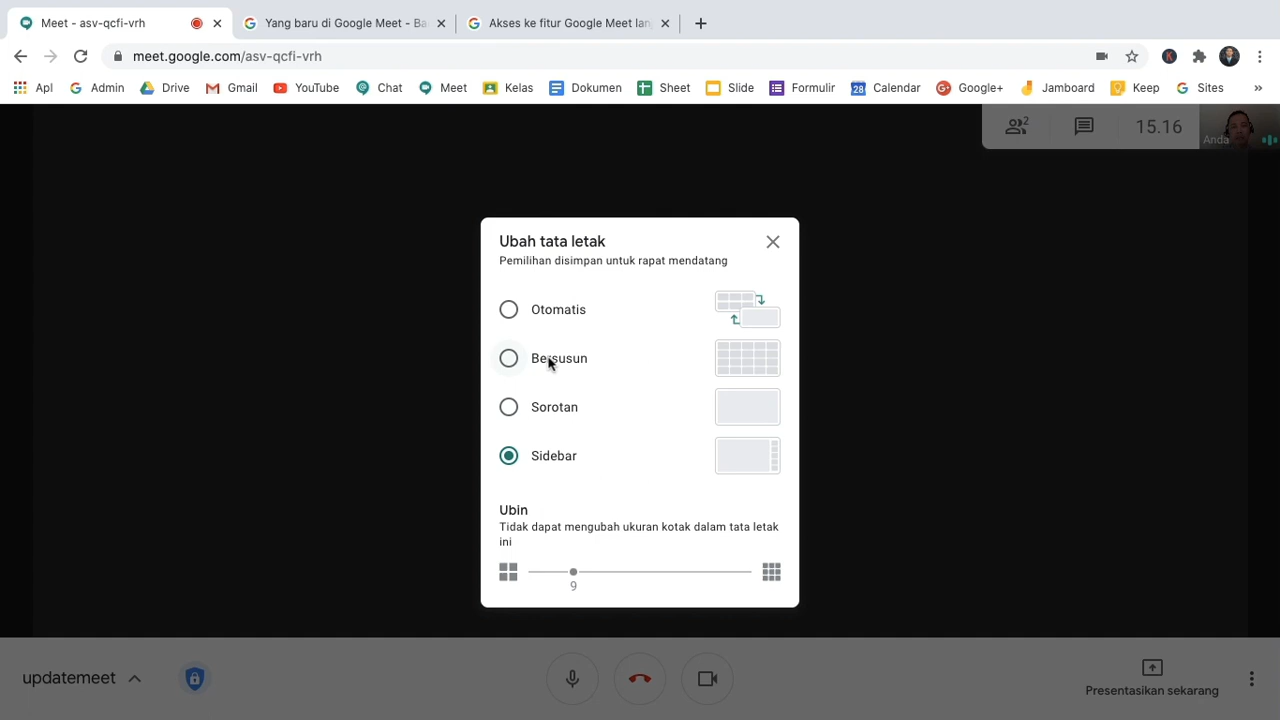 Meet - asv-qcfi-vrh
Yang baru di Google Meet - Ba
Akses ke fitur Google Meet lan
meet.google.com/asv-qcfi-vrh
Apl
Admin
Drive
Gmail
YouTube
Chat
Meet
Kelas
Dokumen
Sheet
Slide
Formulir
28
Calendar
Google+
Jamboard
Keep
Sites
»
2
15.16
Anda
Ubah tata letak
Pemilihan disimpan untuk rapat mendatang
Otomatis
Bersusun
Sorotan
Sidebar
Ubin
Tidak dapat mengubah ukuran kotak dalam tata letak
ini
9
updatemeet
Presentasikan sekarang